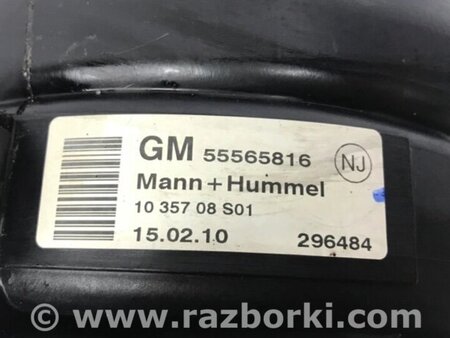 GM 55565816 NJ
Mann+Hummel
10 357 08 S01
15.02.10 296484
© www.razborki.com